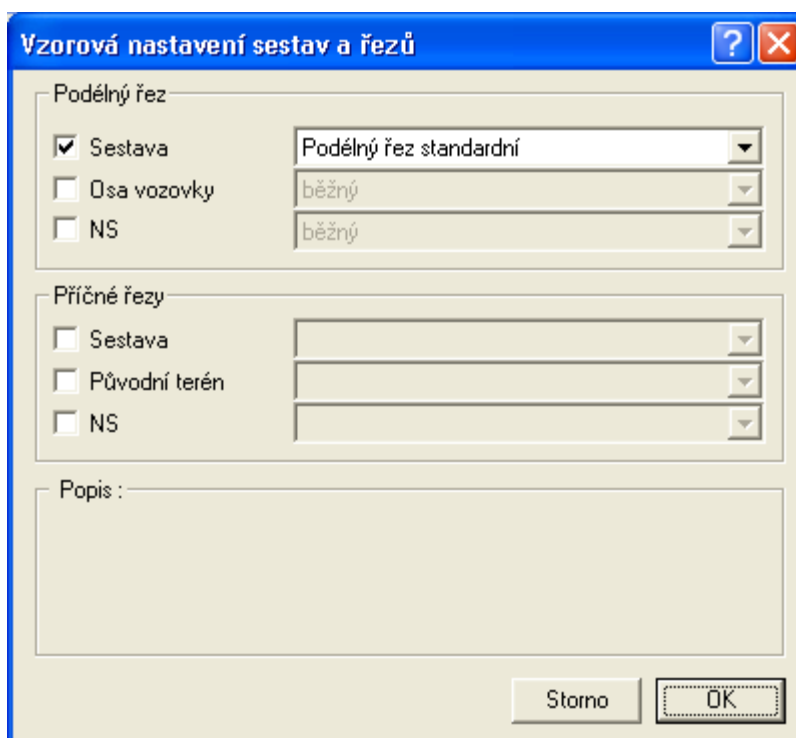 Vzorová nastavení sestav a řezů
Podélný řez
Sestava Podélný řez standardní
Osa vozovky běžný
NS běžný
Příčné řezy
Sestava
Původní terén
NS
Popis :
Storno OK